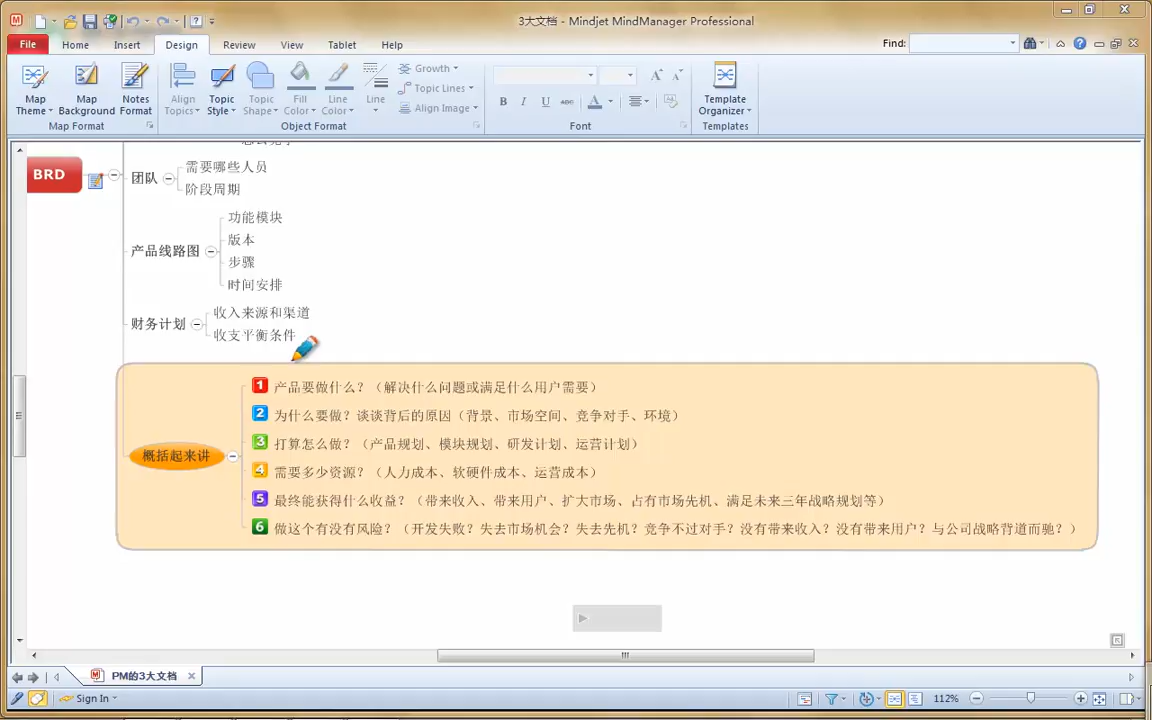 3大文档 - Mindjet MindManager Professional
File Home Insert Design Review View Tablet Help Find:
Map Theme
Map Background
Notes Format
Align Topics
Topic Style
Topic Shape
Fill Color
Line Color
Line
Growth
Topic Lines
Align Image
B I U ABC A
Template Organizer
Map Format Object Format Font Templates
BRD
团队
需要哪些人员
阶段周期
产品线路图
功能模块
版本
步骤
时间安排
财务计划
收入来源和渠道
收支平衡条件
概括起来讲
1 产品要做什么？（解决什么问题或满足什么用户需要）
2 为什么要做？谈谈背后的原因（背景、市场空间、竞争对手、环境）
3 打算怎么做？（产品规划、模块规划、研发计划、运营计划）
4 需要多少资源？（人力成本、软硬件成本、运营成本）
5 最终能获得什么收益？（带来收入、带来用户、扩大市场、占有市场先机、满足未来三年战略规划等）
6 做这个有没有风险？（开发失败？失去市场机会？失去先机？竞争不过对手？没有带来收入？没有带来用户？与公司战略背道而驰？）
PM的3大文档
Sign In 112%